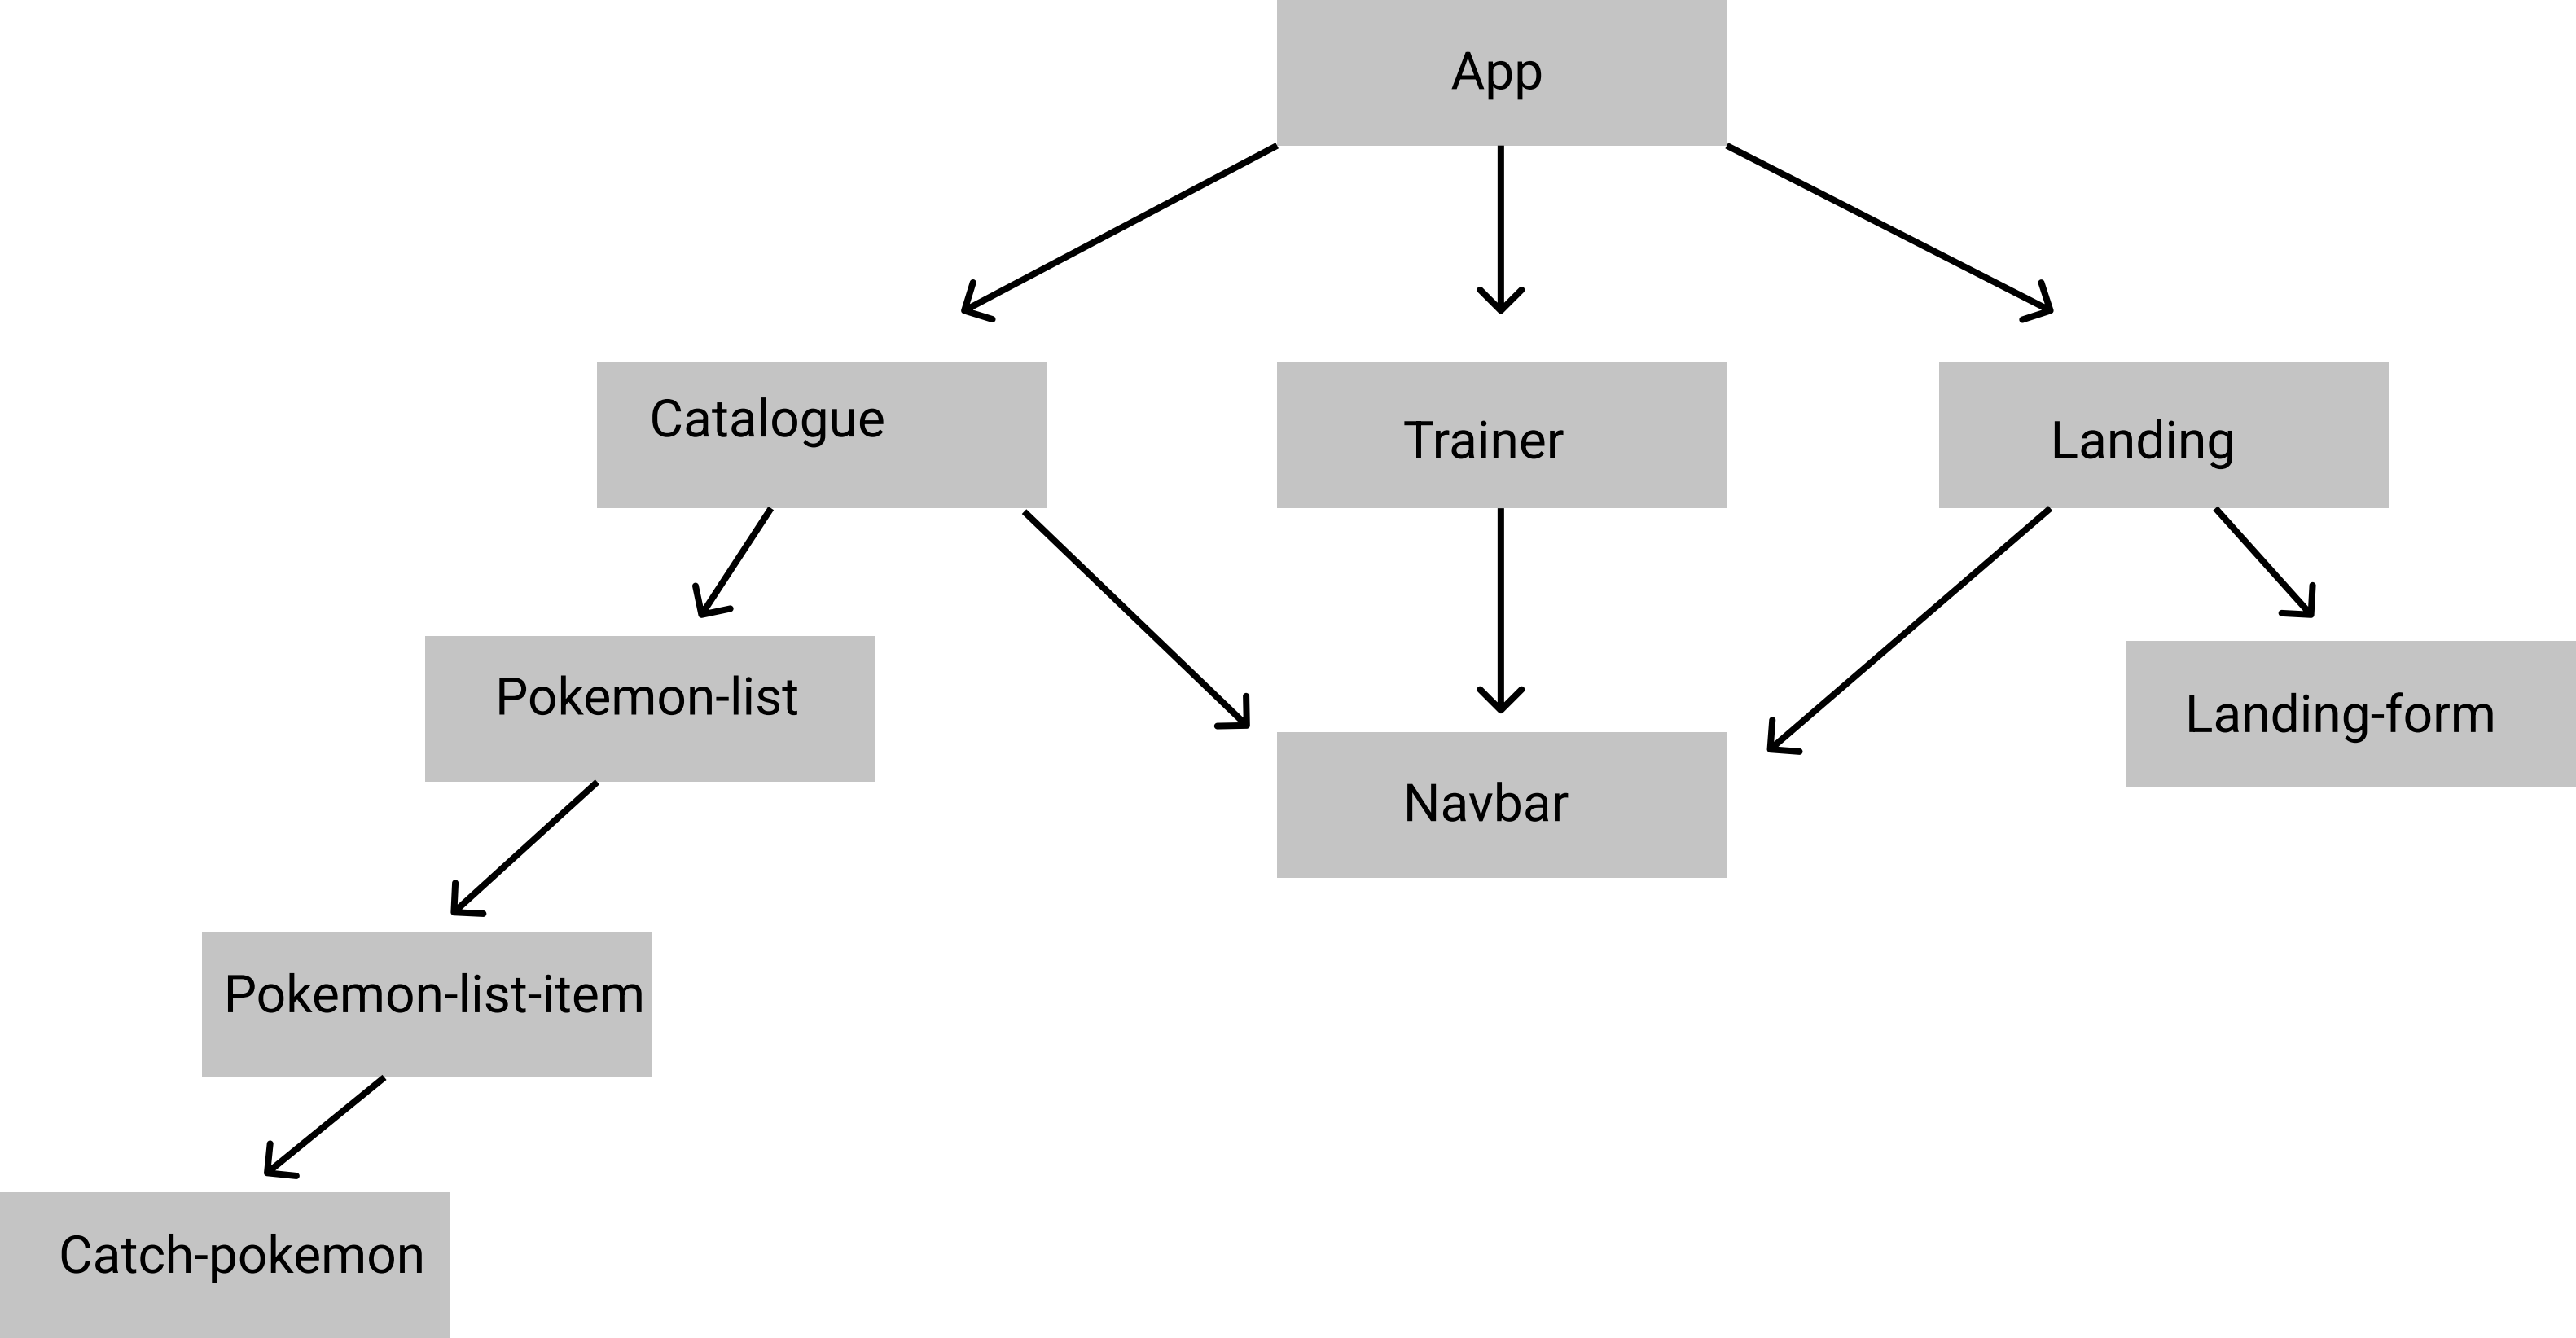 App
Catalogue
Trainer
Landing
Pokemon-list
Landing-form
Navbar
Pokemon-list-item
Catch-pokemon